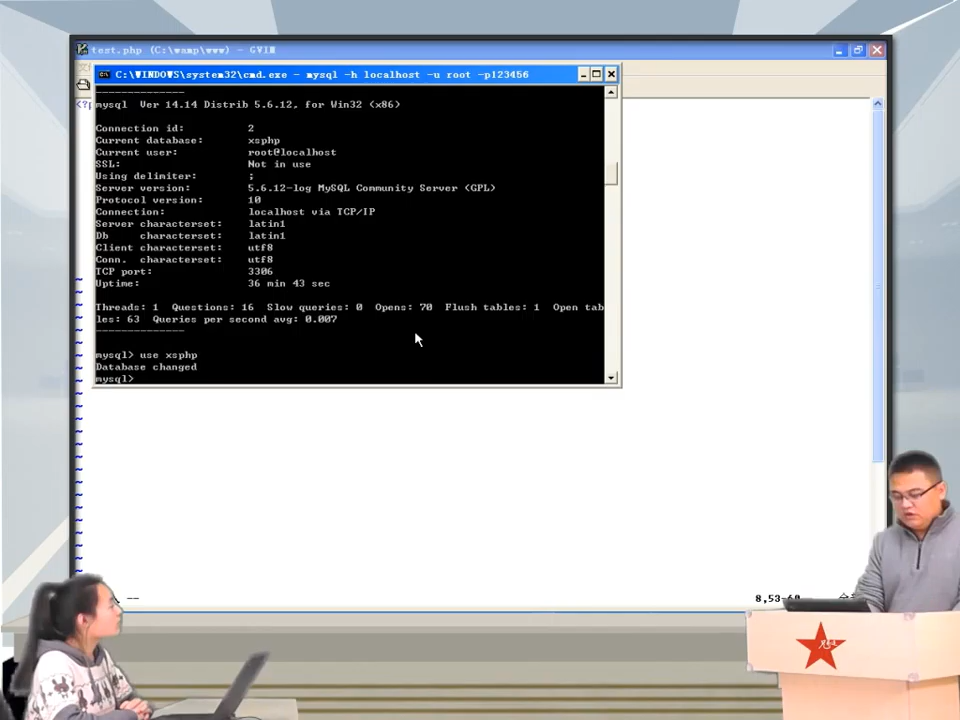 test.php (C:\wamp\www) - GVIM
C:\WINDOWS\system32\cmd.exe - mysql -h localhost -u root -p123456
--------------
mysql  Ver 14.14 Distrib 5.6.12, for Win32 (x86)
Connection id:          2
Current database:       xsphp
Current user:           root@localhost
SSL:                    Not in use
Using delimiter:        ;
Server version:         5.6.12-log MySQL Community Server (GPL)
Protocol version:       10
Connection:             localhost via TCP/IP
Server characterset:    latin1
Db     characterset:    latin1
Client characterset:    utf8
Conn.  characterset:    utf8
TCP port:               3306
Uptime:                 36 min 43 sec
Threads: 1  Questions: 16  Slow queries: 0  Opens: 70  Flush tables: 1  Open tab
les: 63  Queries per second avg: 0.007
--------------
mysql> use xsphp
Database changed
mysql>